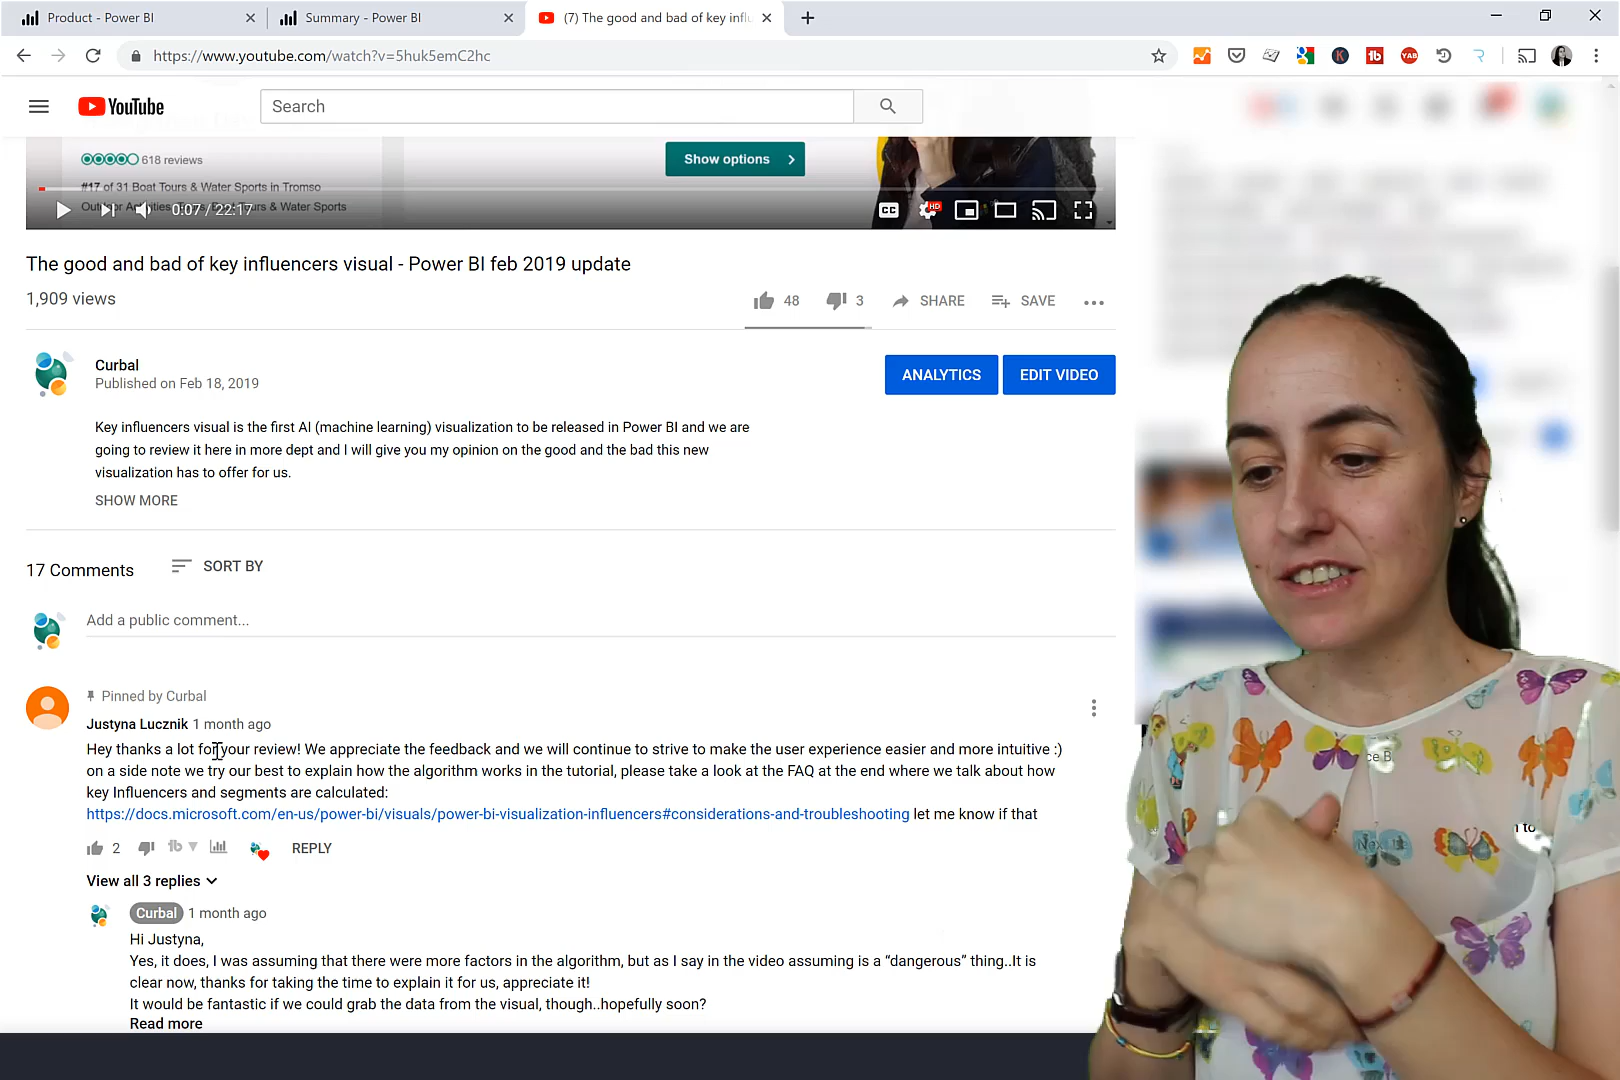 Product - Power BI
Summary - Power BI
(7) The good and bad of key influ
https://www.youtube.com/watch?v=5huk5emC2hc
YouTube
Search
618 reviews
Show options
#17 of 31 Boat Tours & Water Sports in Tromso
0:07 / 22:17
CC
HD
The good and bad of key influencers visual - Power BI feb 2019 update
1,909 views
48
3
SHARE
SAVE
Curbal
Published on Feb 18, 2019
ANALYTICS
EDIT VIDEO
Key influencers visual is the first AI (machine learning) visualization to be released in Power BI and we are
going to review it here in more dept and I will give you my opinion on the good and the bad this new
visualization has to offer for us.
SHOW MORE
17 Comments
SORT BY
Add a public comment...
Pinned by Curbal
Justyna Lucznik 1 month ago
Hey thanks a lot for your review! We appreciate the feedback and we will continue to strive to make the user experience easier and more intuitive :)
on a side note we try our best to explain how the algorithm works in the tutorial, please take a look at the FAQ at the end where we talk about how
key Influencers and segments are calculated:
https://docs.microsoft.com/en-us/power-bi/visuals/power-bi-visualization-influencers#considerations-and-troubleshooting let me know if that
2
REPLY
View all 3 replies
Curbal 1 month ago
Hi Justyna,
Yes, it does, I was assuming that there were more factors in the algorithm, but as I say in the video assuming is a “dangerous” thing..It is
clear now, thanks for taking the time to explain it for us, appreciate it!
It would be fantastic if we could grab the data from the visual, though..hopefully soon?
Read more